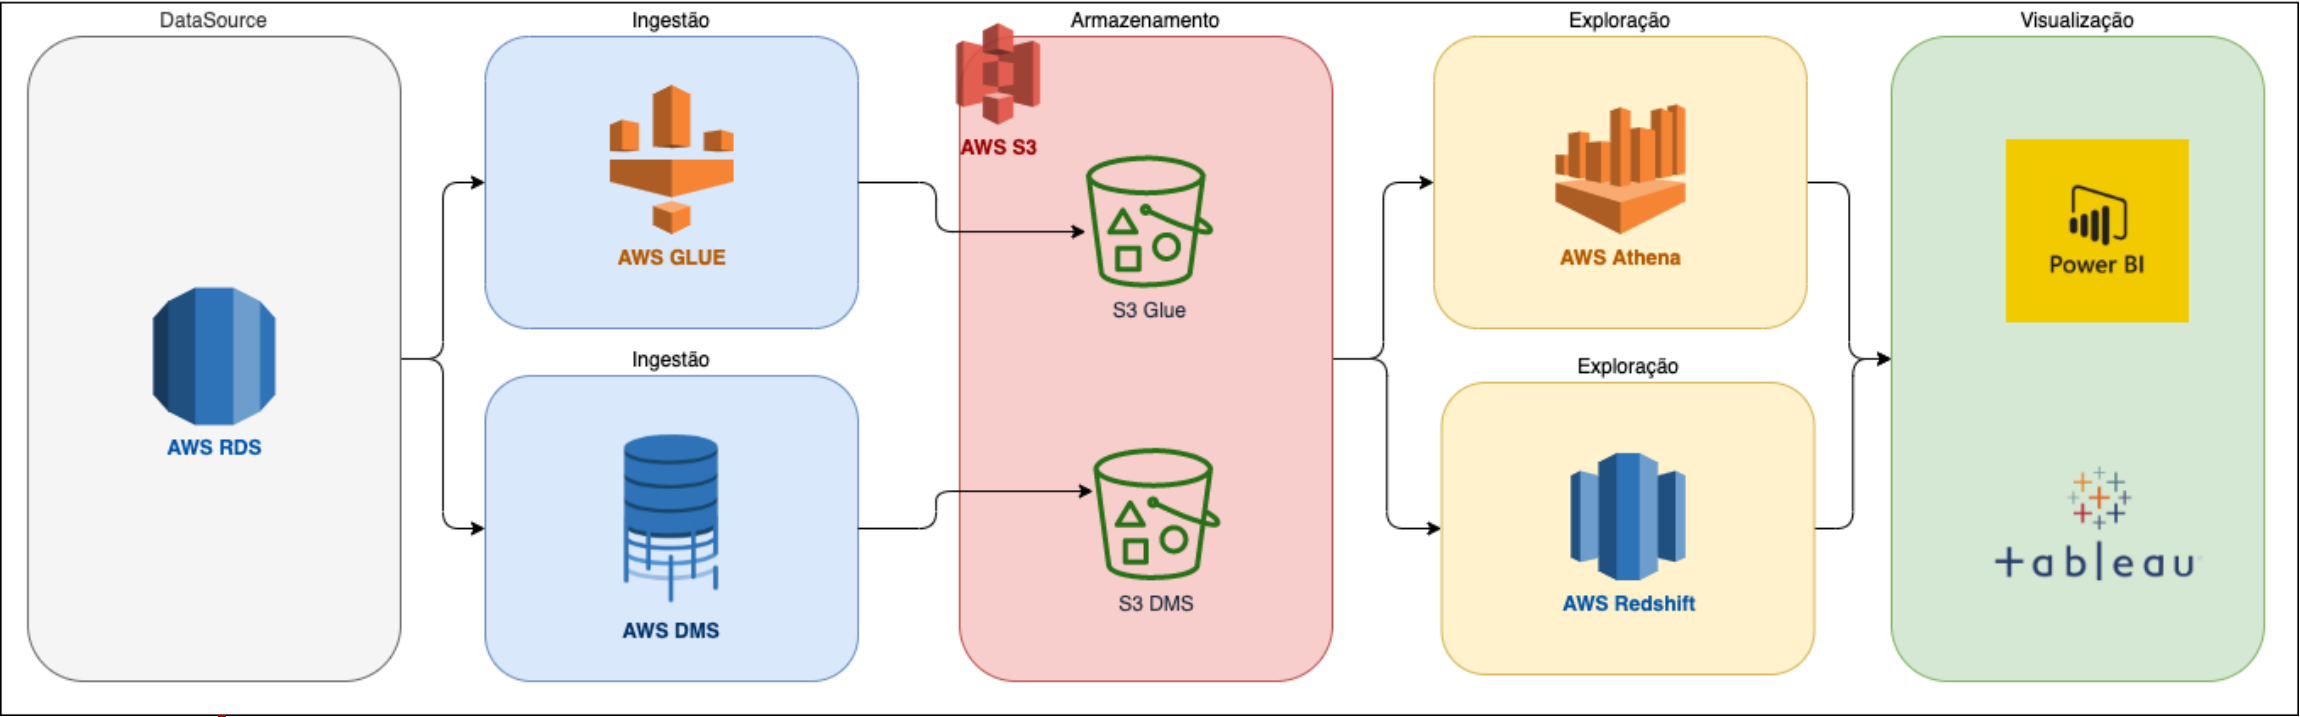 DataSource
Ingestão
Armazenamento
Exploração
Visualização
AWS S3
AWS GLUE
S3 Glue
AWS Athena
Power BI
AWS RDS
Ingestão
AWS DMS
S3 DMS
Exploração
AWS Redshift
+ableau